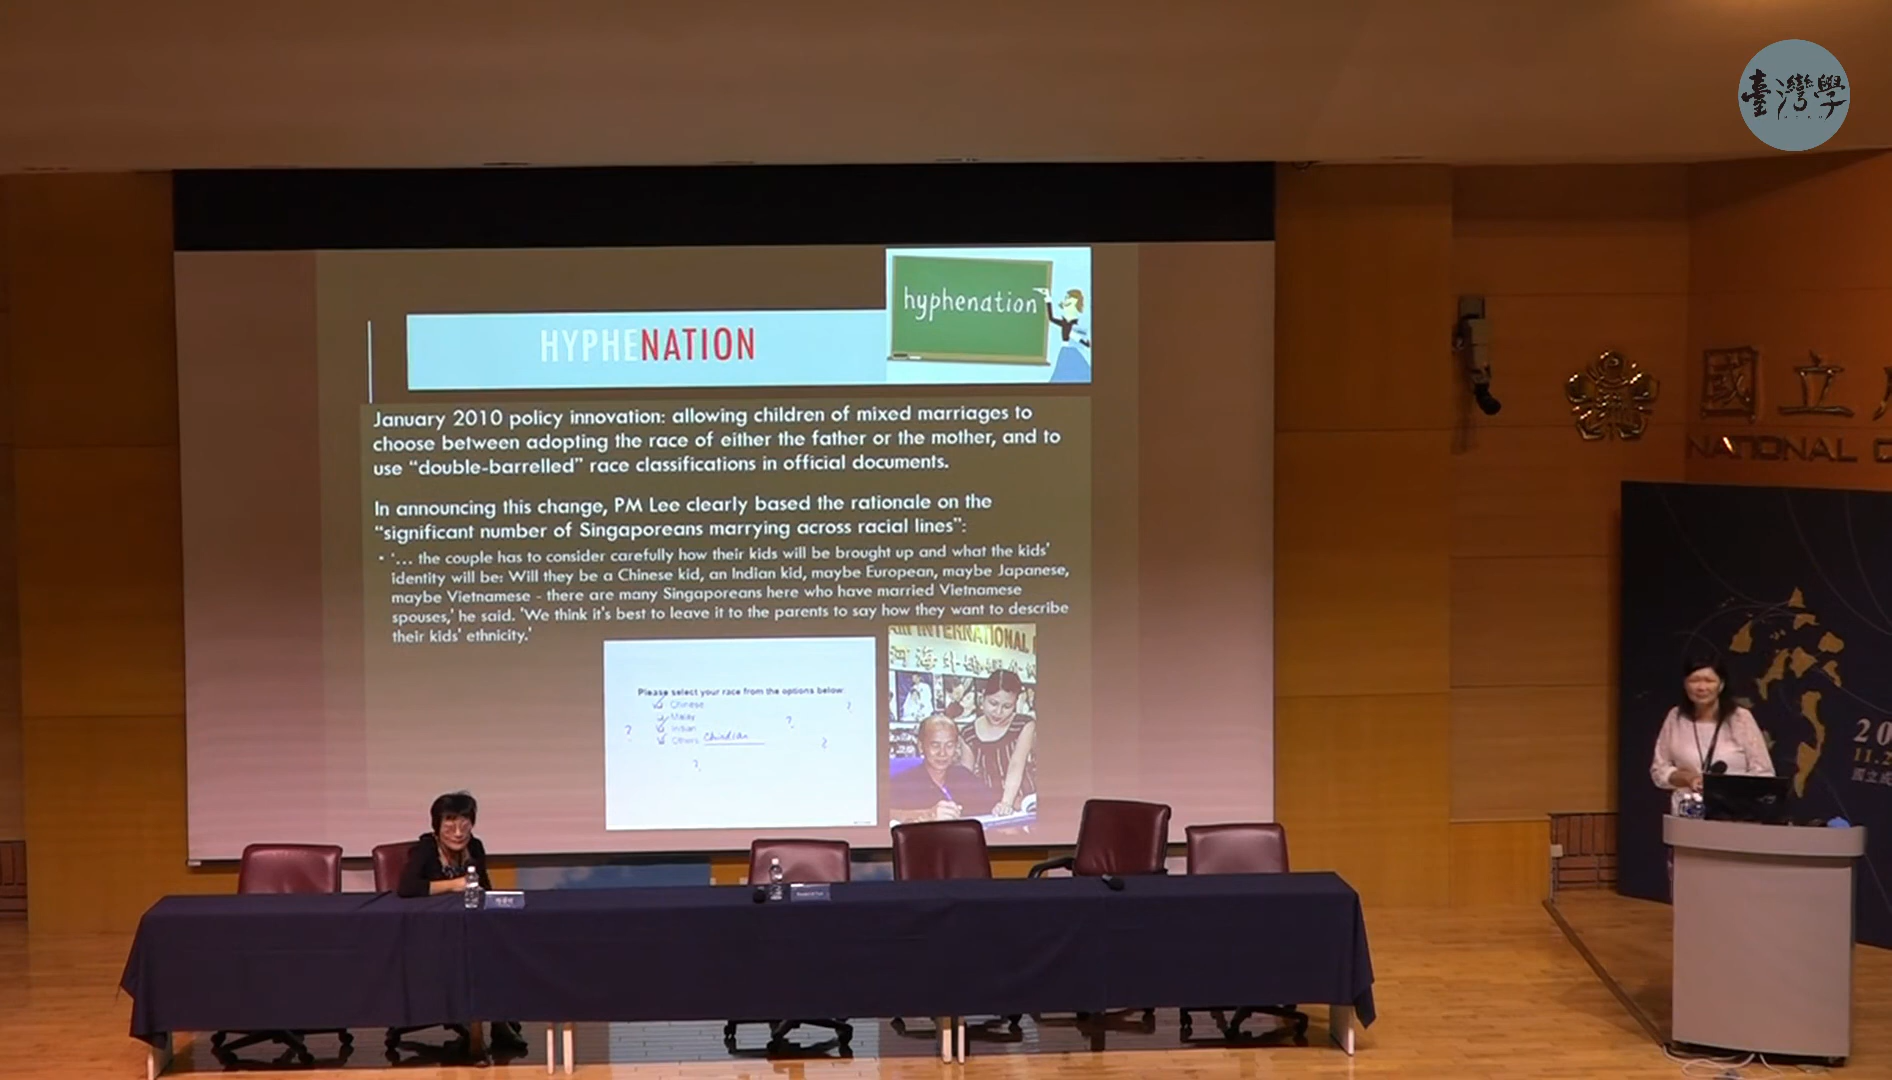 臺灣學
hyphenation
HYPHENATION
January 2010 policy innovation: allowing children of mixed marriages to
choose between adopting the race of either the father or the mother, and to
use “double-barrelled” race classifications in official documents.
In announcing this change, PM Lee clearly based the rationale on the
“significant number of Singaporeans marrying across racial lines”:
▪ ‘... the couple has to consider carefully how their kids will be brought up and what the kids’
identity will be: Will they be a Chinese kid, an Indian kid, maybe European, maybe Japanese,
maybe Vietnamese - there are many Singaporeans here who have married Vietnamese
spouses,’ he said. ‘We think it’s best to leave it to the parents to say how they want to describe
their kids’ ethnicity.’
Please select your race from the options below:
Chinese
Malay
Indian
Others Chindian
?
?
?
?
?
INTERNATIONAL
國立
NATIONAL
20
11.2
國立成